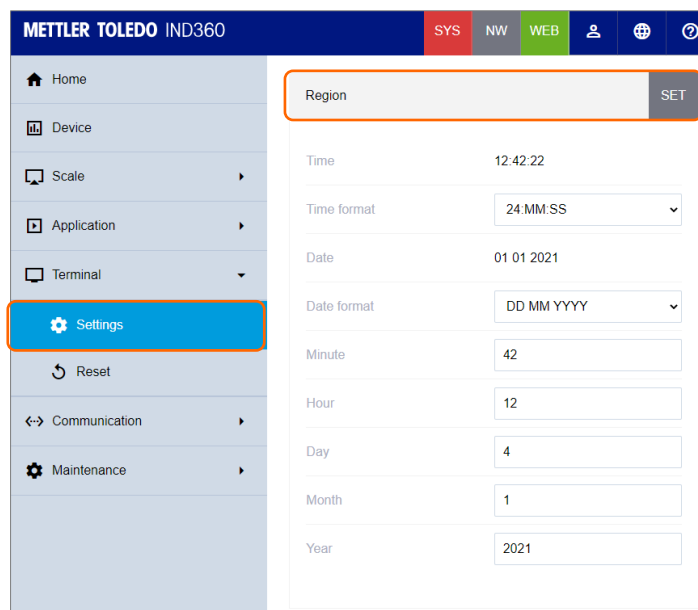 METTLER TOLEDO IND360 SYS NW WEB
Home
Device
Scale
Application
Terminal
Settings
Reset
Communication
Maintenance
Region SET
Time 12:42:22
Time format 24:MM:SS
Date 01 01 2021
Date format DD MM YYYY
Minute 42
Hour 12
Day 4
Month 1
Year 2021